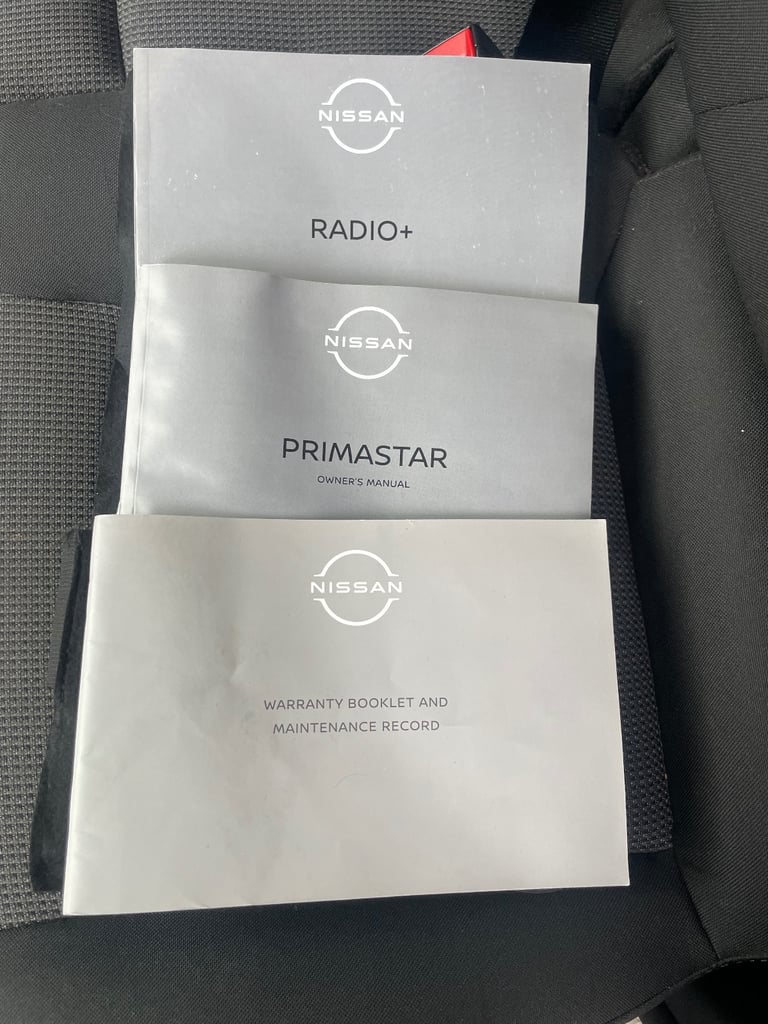 NISSAN
RADIO+
NISSAN
PRIMASTAR
OWNER'S MANUAL
NISSAN
WARRANTY BOOKLET AND
MAINTENANCE RECORD